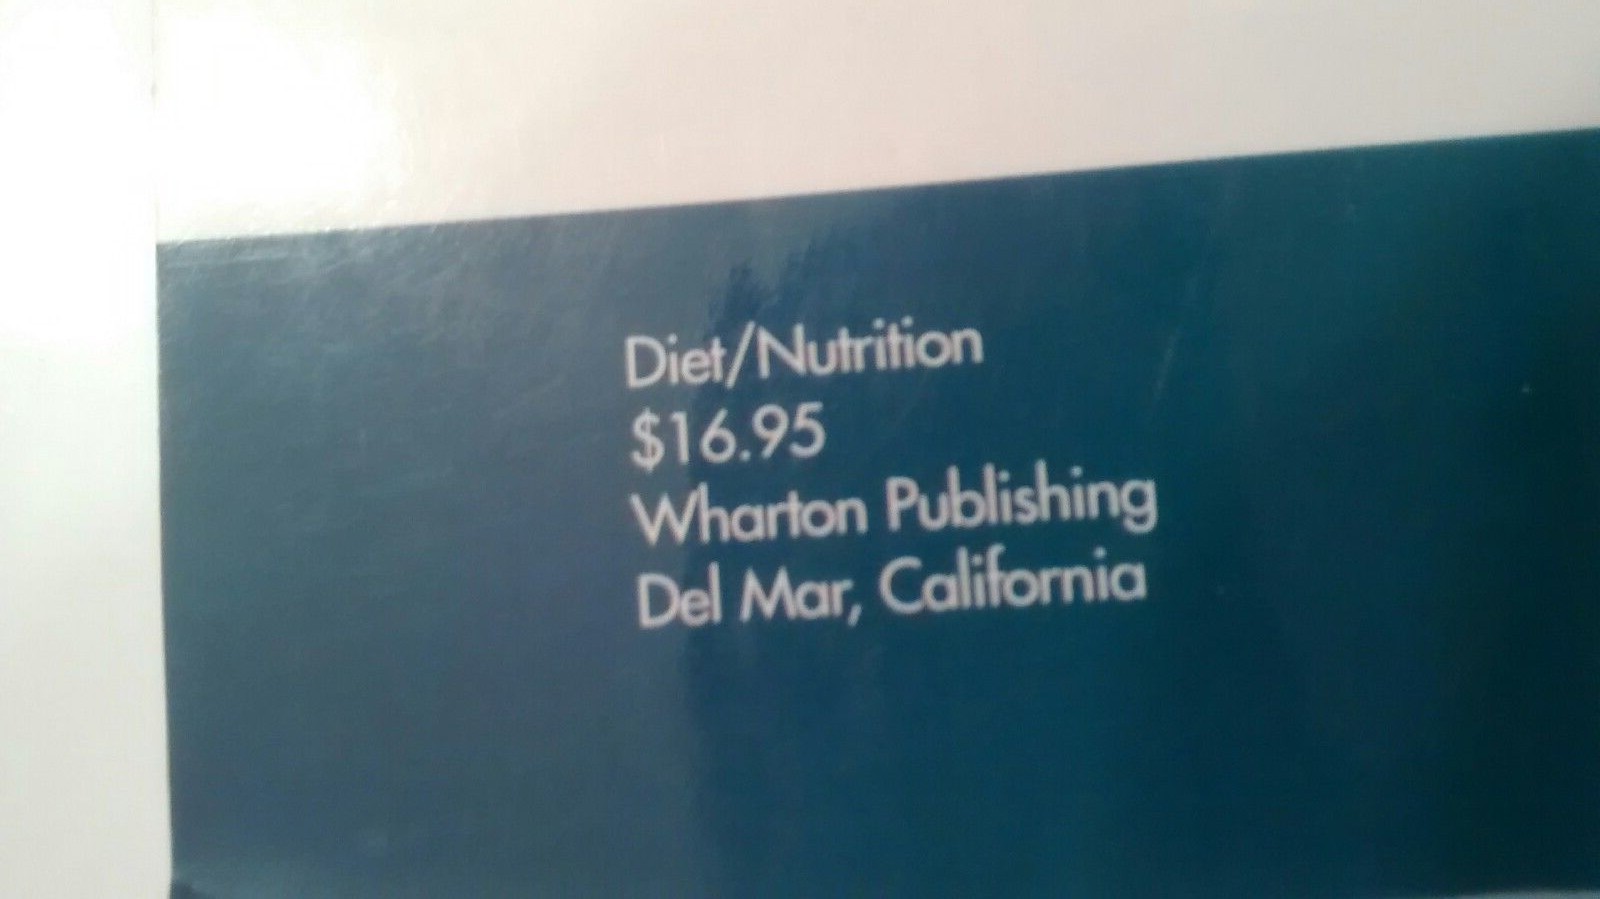 Diet/Nutrition
$16.95
Wharton Publishing
Del Mar, California